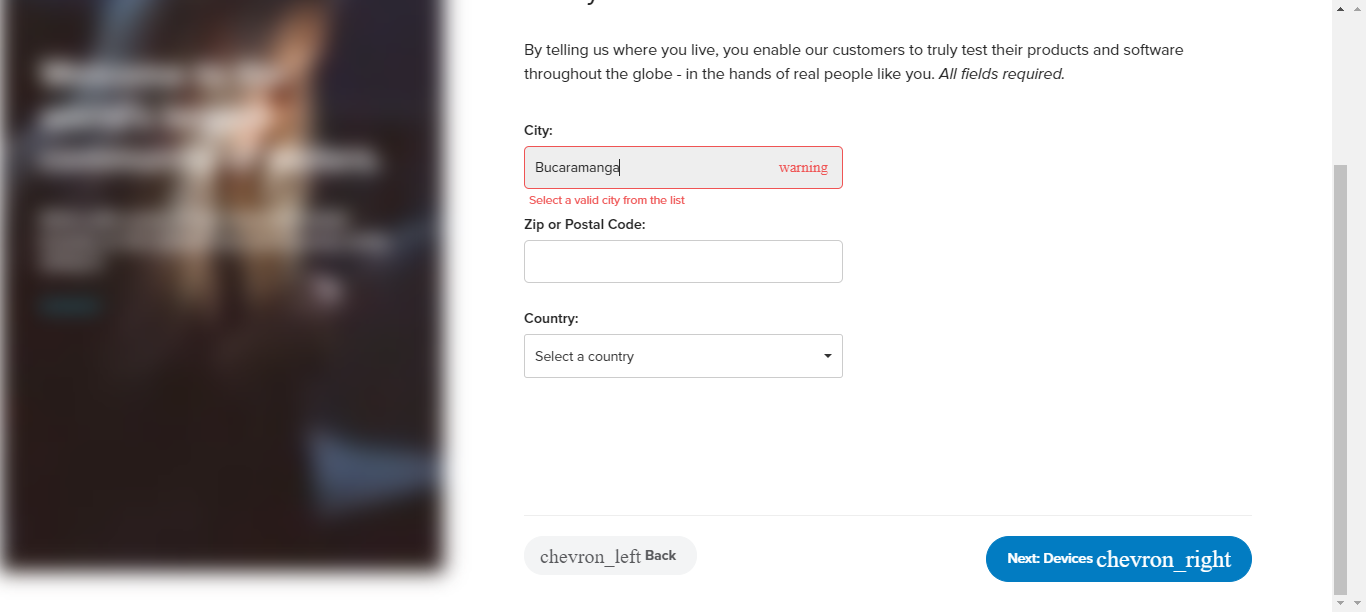 By telling us where you live, you enable our customers to truly test their products and software
throughout the globe - in the hands of real people like you. All fields required.
City:
Bucaramanga warning
Select a valid city from the list
Zip or Postal Code:
Country:
Select a country
chevron_left Back
Next: Devices chevron_right